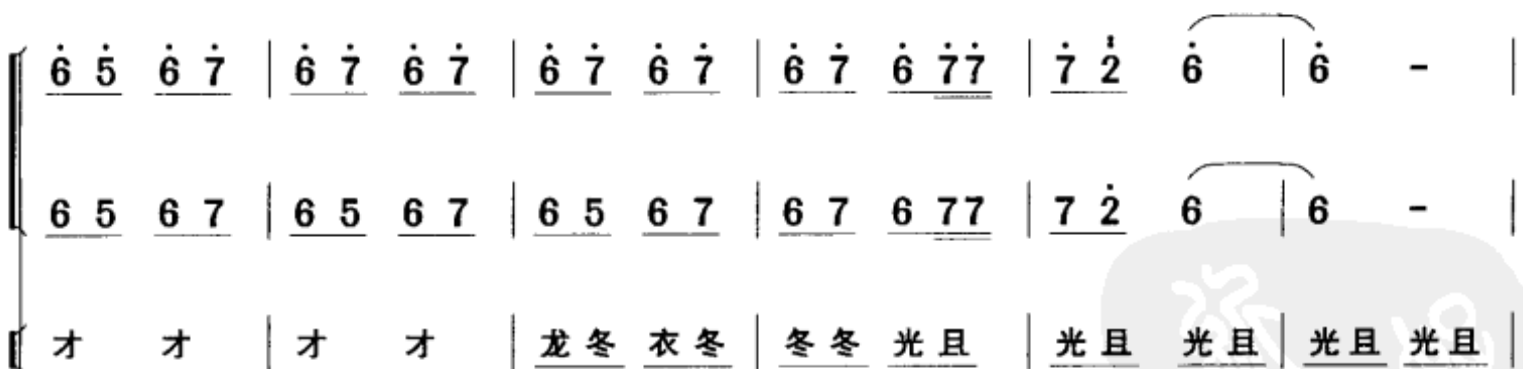 6̇ 5̇ 6̇ 7̇ | 6̇ 7̇ 6̇ 7̇ | 6̇ 7̇ 6̇ 7̇ | 6̇ 7̇ 6̇ 7̇7̇ | 7̇ 2̈ 6̇ | 6̇ - |
6 5 6 7 | 6 5 6 7 | 6 5 6 7 | 6 7 6 77 | 7 2̇ 6 | 6 - |
才 才 | 才 才 | 龙冬 衣冬 | 冬冬 光且 | 光且 光且 | 光且 光且 |